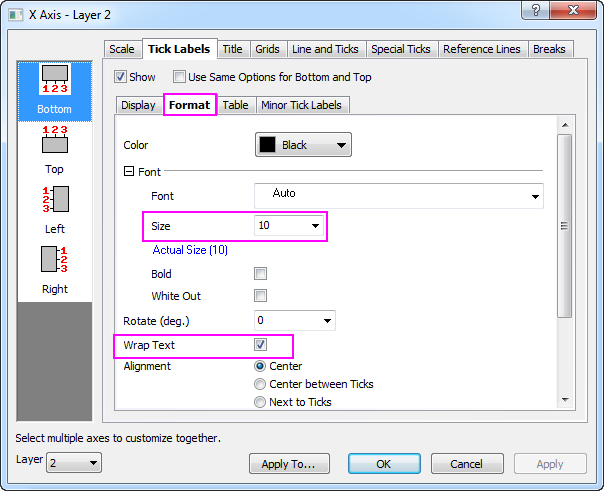 X Axis - Layer 2
Scale Tick Labels Title Grids Line and Ticks Special Ticks Reference Lines Breaks
Show Use Same Options for Bottom and Top
Display Format Table Minor Tick Labels
1 2 3
Bottom
1 2 3
Top
1
2
3
Left
1
2
3
Right
Color Black
Font
Font Auto
Size 10
Actual Size (10)
Bold
White Out
Rotate (deg.) 0
Wrap Text
Alignment Center
Center between Ticks
Next to Ticks
Select multiple axes to customize together.
Layer 2 Apply To... OK Cancel Apply